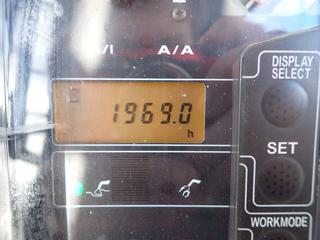 /I A/A
DISPLAY
SELECT
1969.0
h
SET
WORKMODE